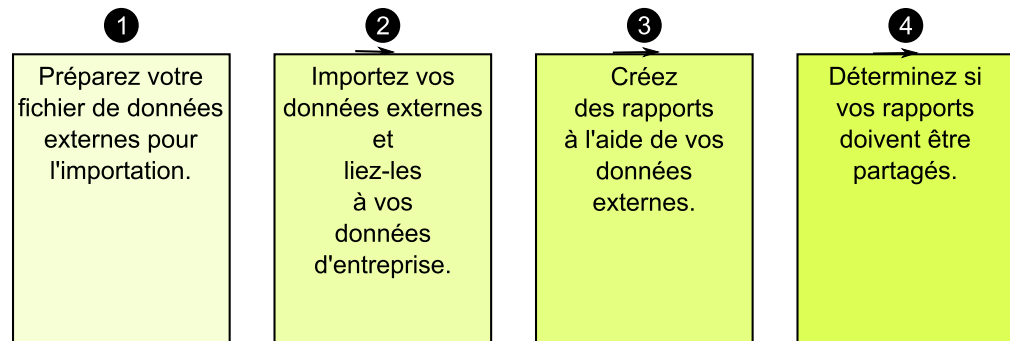 1
Préparez votre
fichier de données
externes pour
l'importation.
2
Importez vos
données externes
et
liez-les
à vos
données
d'entreprise.
3
Créez
des rapports
à l'aide de vos
données
externes.
4
Déterminez si
vos rapports
doivent être
partagés.